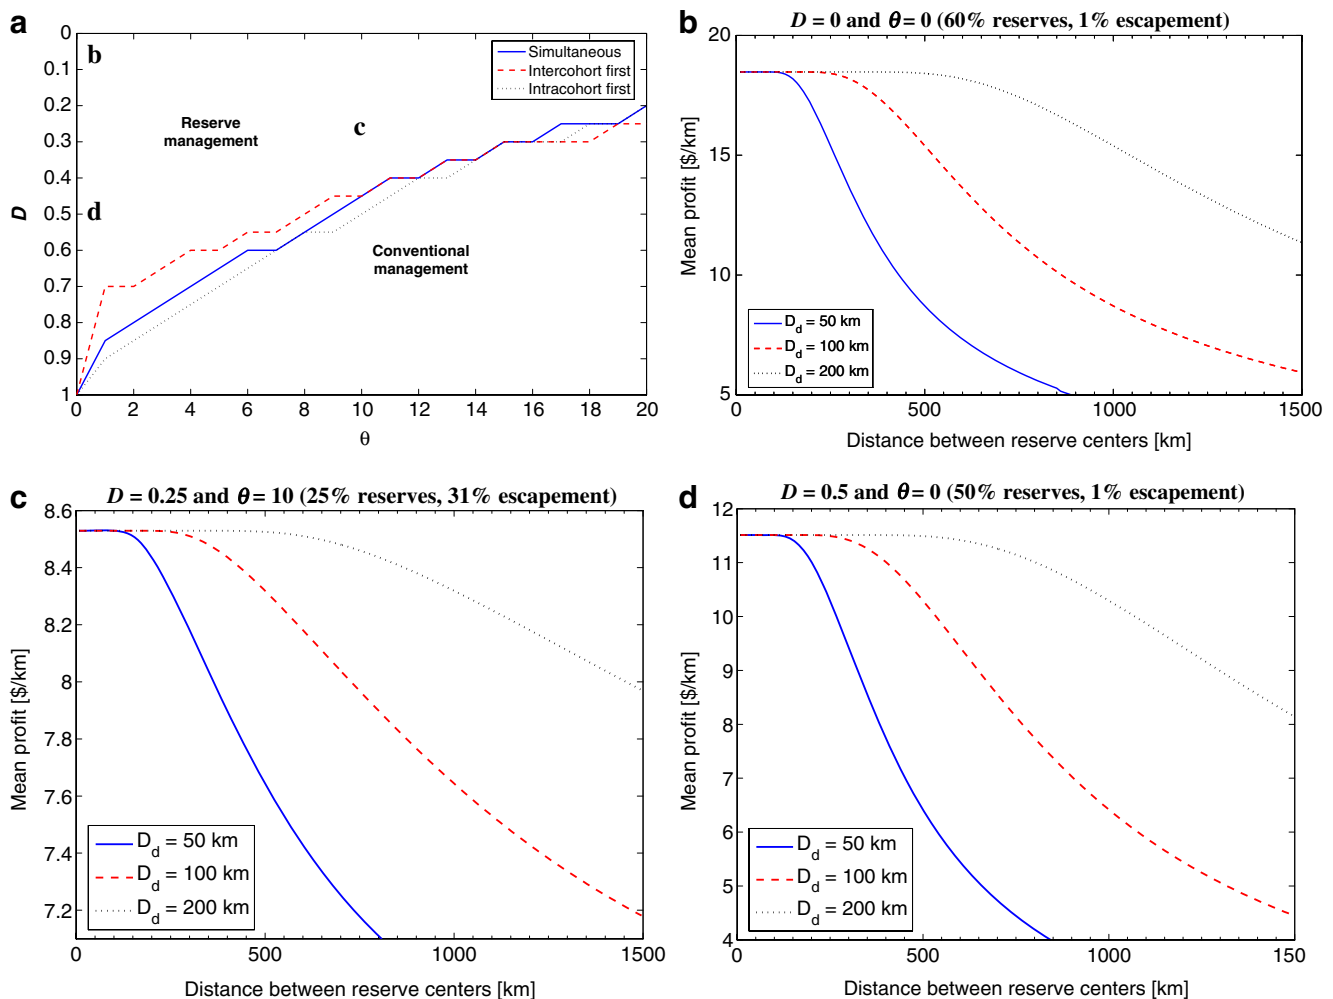 a
0
0.1
0.2
0.3
0.4
0.5
0.6
0.7
0.8
0.9
1
D
b
Simultaneous
Intercohort first
Intracohort first
Reserve
management
c
d
Conventional
management
0 2 4 6 8 10 12 14 16 18 20
θ
b
D = 0 and θ = 0 (60% reserves, 1% escapement)
20
15
10
5
Mean profit [$/km]
D_d = 50 km
D_d = 100 km
D_d = 200 km
0 500 1000 1500
Distance between reserve centers [km]
c
D = 0.25 and θ = 10 (25% reserves, 31% escapement)
8.6
8.4
8.2
8
7.8
7.6
7.4
7.2
Mean profit [$/km]
D_d = 50 km
D_d = 100 km
D_d = 200 km
0 500 1000 1500
Distance between reserve centers [km]
d
D = 0.5 and θ = 0 (50% reserves, 1% escapement)
12
11
10
9
8
7
6
5
4
Mean profit [$/km]
D_d = 50 km
D_d = 100 km
D_d = 200 km
0 500 1000 150
Distance between reserve centers [km]